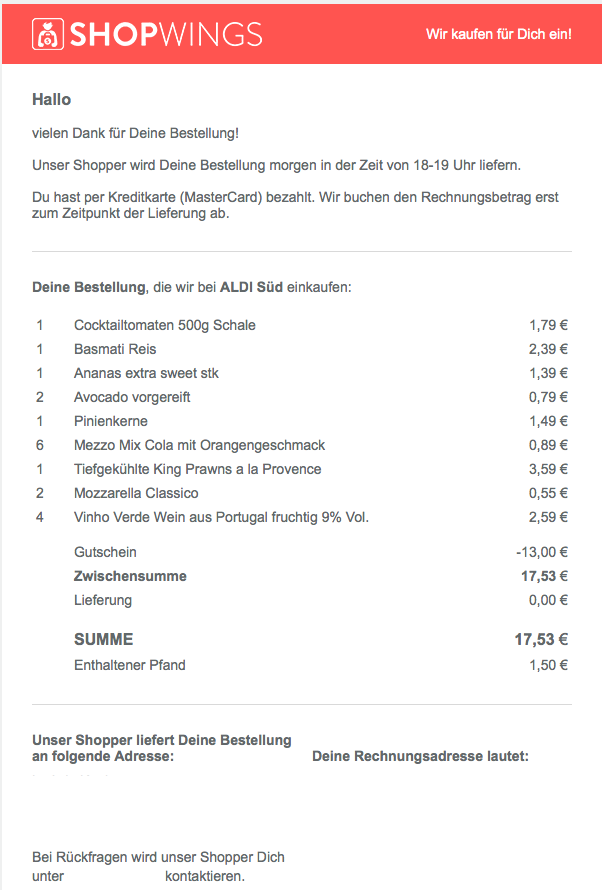 SHOPWINGS Wir kaufen für Dich ein!
Hallo
vielen Dank für Deine Bestellung!
Unser Shopper wird Deine Bestellung morgen in der Zeit von 18-19 Uhr liefern.
Du hast per Kreditkarte (MasterCard) bezahlt. Wir buchen den Rechnungsbetrag erst
zum Zeitpunkt der Lieferung ab.
Deine Bestellung, die wir bei ALDI Süd einkaufen:
1 Cocktailtomaten 500g Schale 1,79 €
1 Basmati Reis 2,39 €
1 Ananas extra sweet stk 1,39 €
2 Avocado vorgereift 0,79 €
1 Pinienkerne 1,49 €
6 Mezzo Mix Cola mit Orangengeschmack 0,89 €
1 Tiefgekühlte King Prawns a la Provence 3,59 €
2 Mozzarella Classico 0,55 €
4 Vinho Verde Wein aus Portugal fruchtig 9% Vol. 2,59 €
Gutschein -13,00 €
Zwischensumme 17,53 €
Lieferung 0,00 €
SUMME 17,53 €
Enthaltener Pfand 1,50 €
Unser Shopper liefert Deine Bestellung
an folgende Adresse: Deine Rechnungsadresse lautet:
Bei Rückfragen wird unser Shopper Dich
unter kontaktieren.